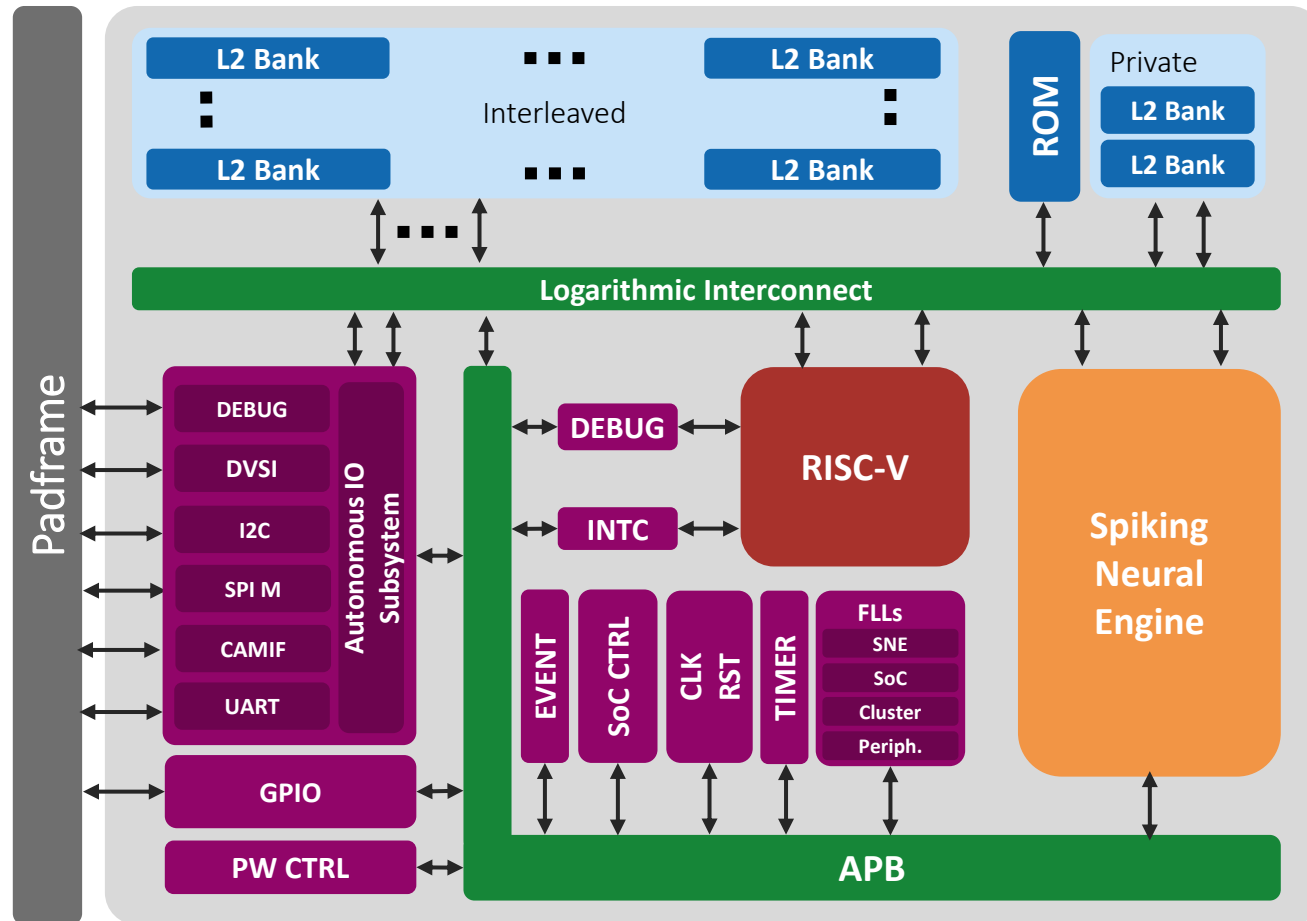 Padframe
L2 Bank
L2 Bank
Interleaved
L2 Bank
L2 Bank
ROM
Private
L2 Bank
L2 Bank
Logarithmic Interconnect
DEBUG
DVSI
I2C
SPI M
CAMIF
UART
Autonomous IO
Subsystem
GPIO
PW CTRL
DEBUG
INTC
RISC-V
Spiking
Neural
Engine
EVENT
SoC CTRL
CLK
RST
TIMER
FLLs
SNE
SoC
Cluster
Periph.
APB